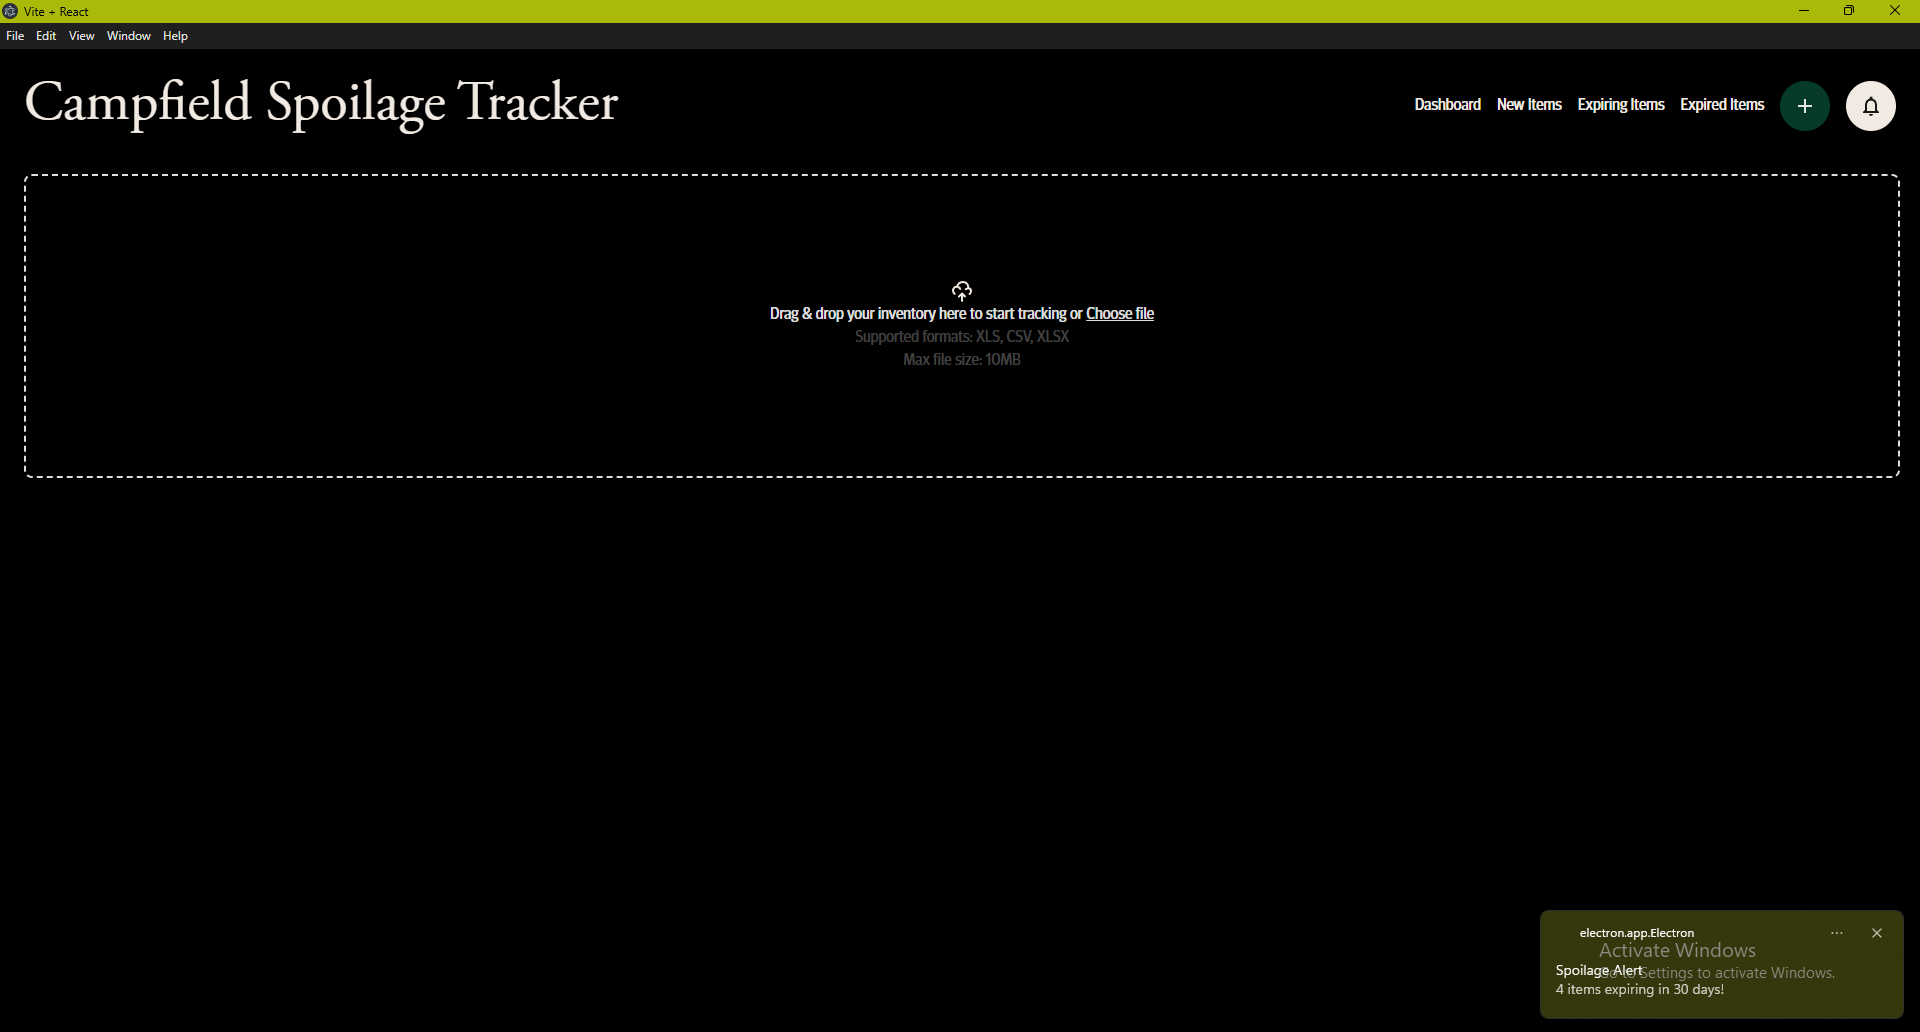 Vite + React
File Edit View Window Help
Campfield Spoilage Tracker
Dashboard New Items Expiring Items Expired Items
Drag & drop your inventory here to start tracking or Choose file
Supported formats: XLS, CSV, XLSX
Max file size: 10MB
electron.app.Electron
Activate Windows
Go to Settings to activate Windows.
Spoilage Alert
4 items expiring in 30 days!